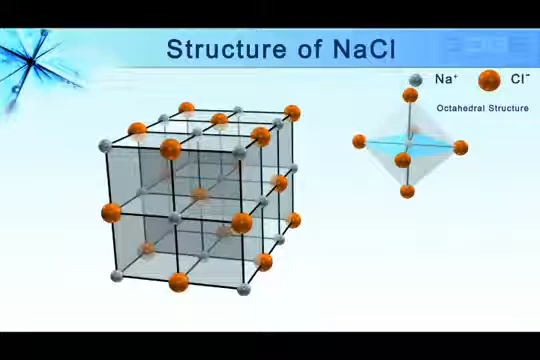 Structure of NaCl
Na⁺ Cl⁻
Octahedral Structure